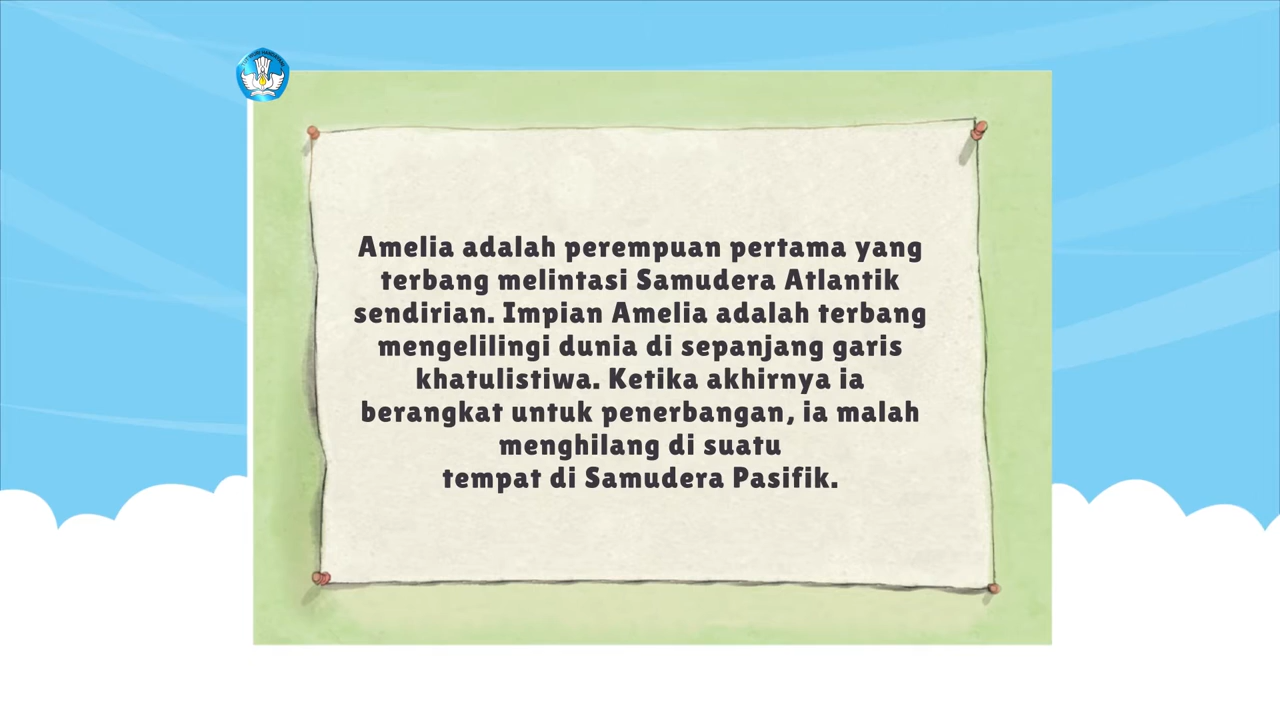 Amelia adalah perempuan pertama yang
terbang melintasi Samudera Atlantik
sendirian. Impian Amelia adalah terbang
mengelilingi dunia di sepanjang garis
khatulistiwa. Ketika akhirnya ia
berangkat untuk penerbangan, ia malah
menghilang di suatu
tempat di Samudera Pasifik.